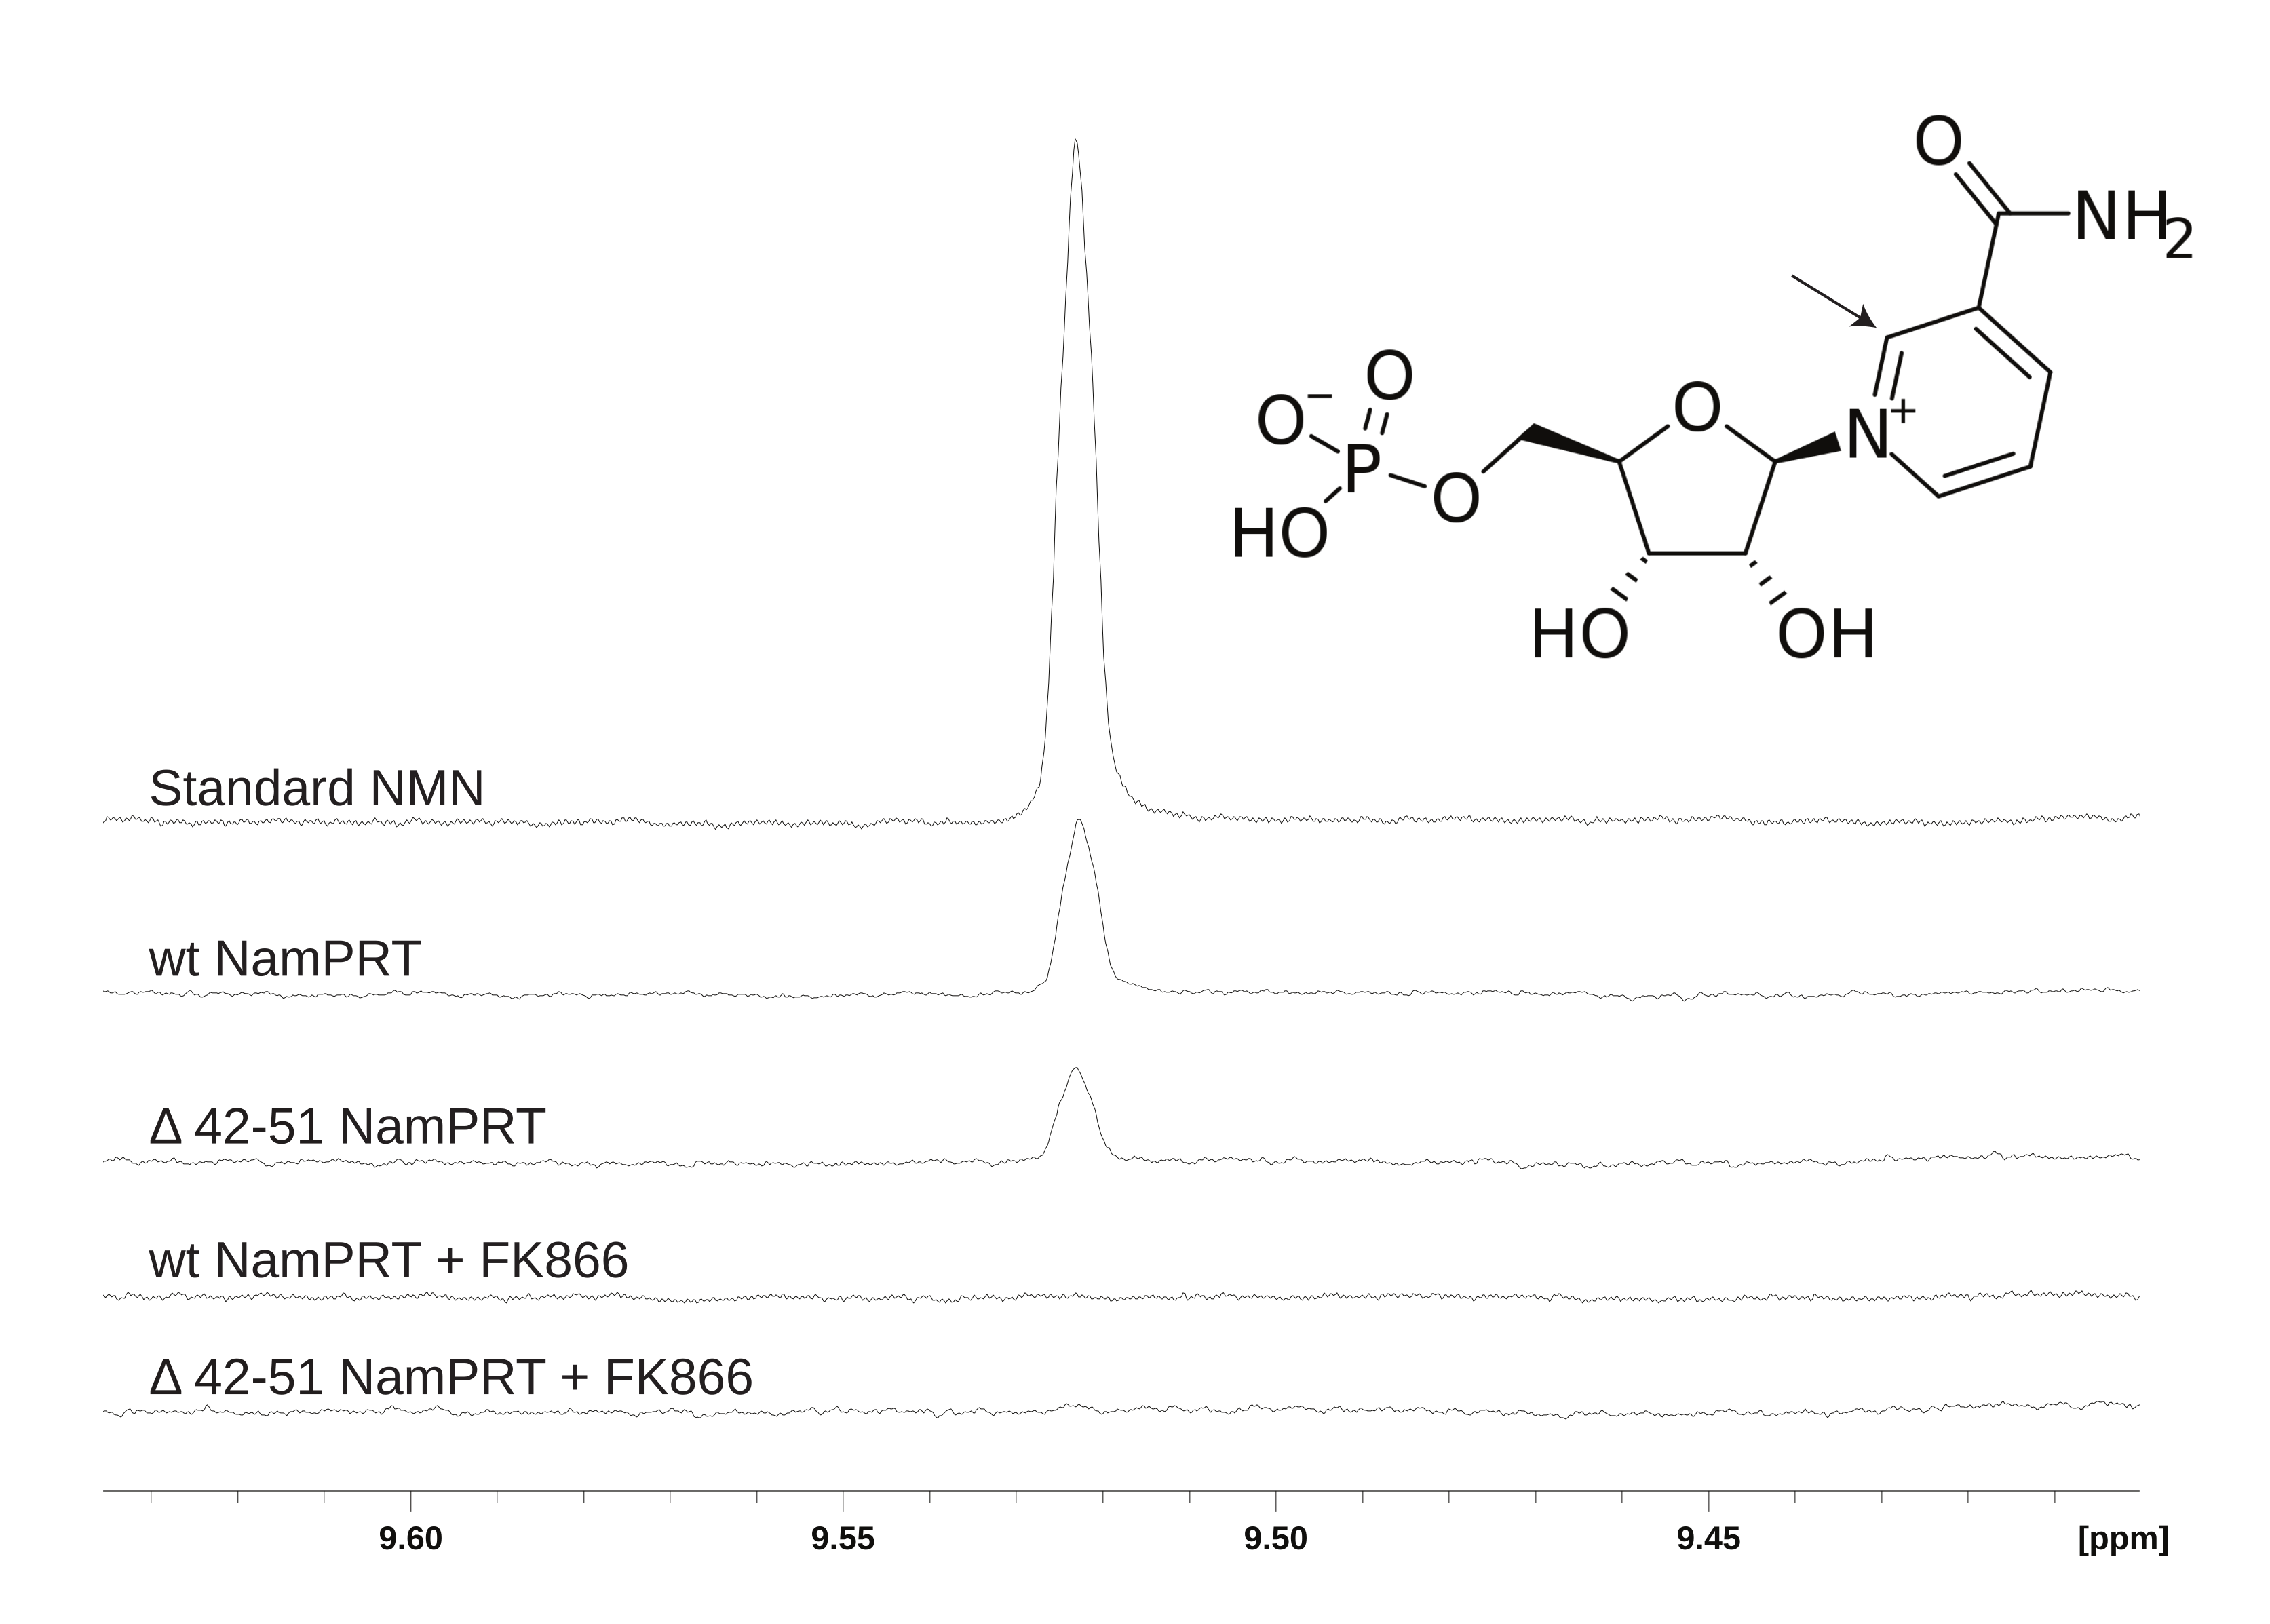 O
NH2
O
O−
O
N+
P
O
HO
HO
OH
Standard NMN
wt NamPRT
Δ 42-51 NamPRT
wt NamPRT + FK866
Δ 42-51 NamPRT + FK866
9.60 9.55 9.50 9.45 [ppm]